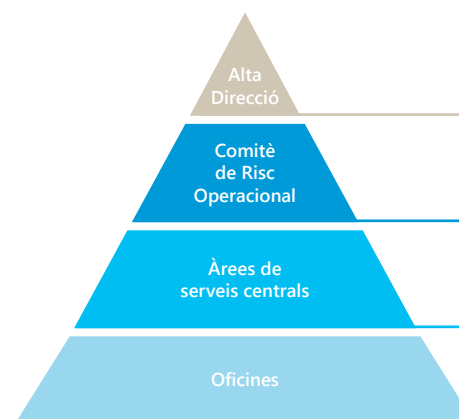 Alta
Direcció
Comitè
de Risc
Operacional
Àrees de
serveis centrals
Oficines